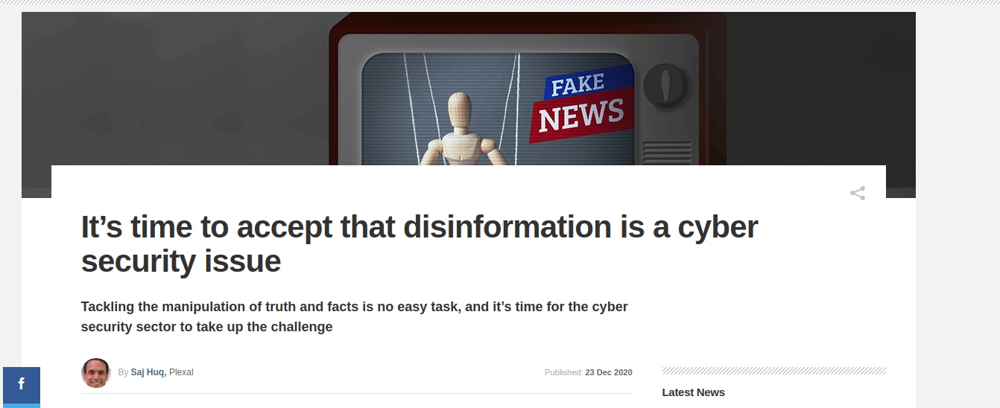 FAKE
NEWS
It’s time to accept that disinformation is a cyber
security issue
Tackling the manipulation of truth and facts is no easy task, and it’s time for the cyber
security sector to take up the challenge
By Saj Huq, Plexal
Published: 23 Dec 2020
f
Latest News